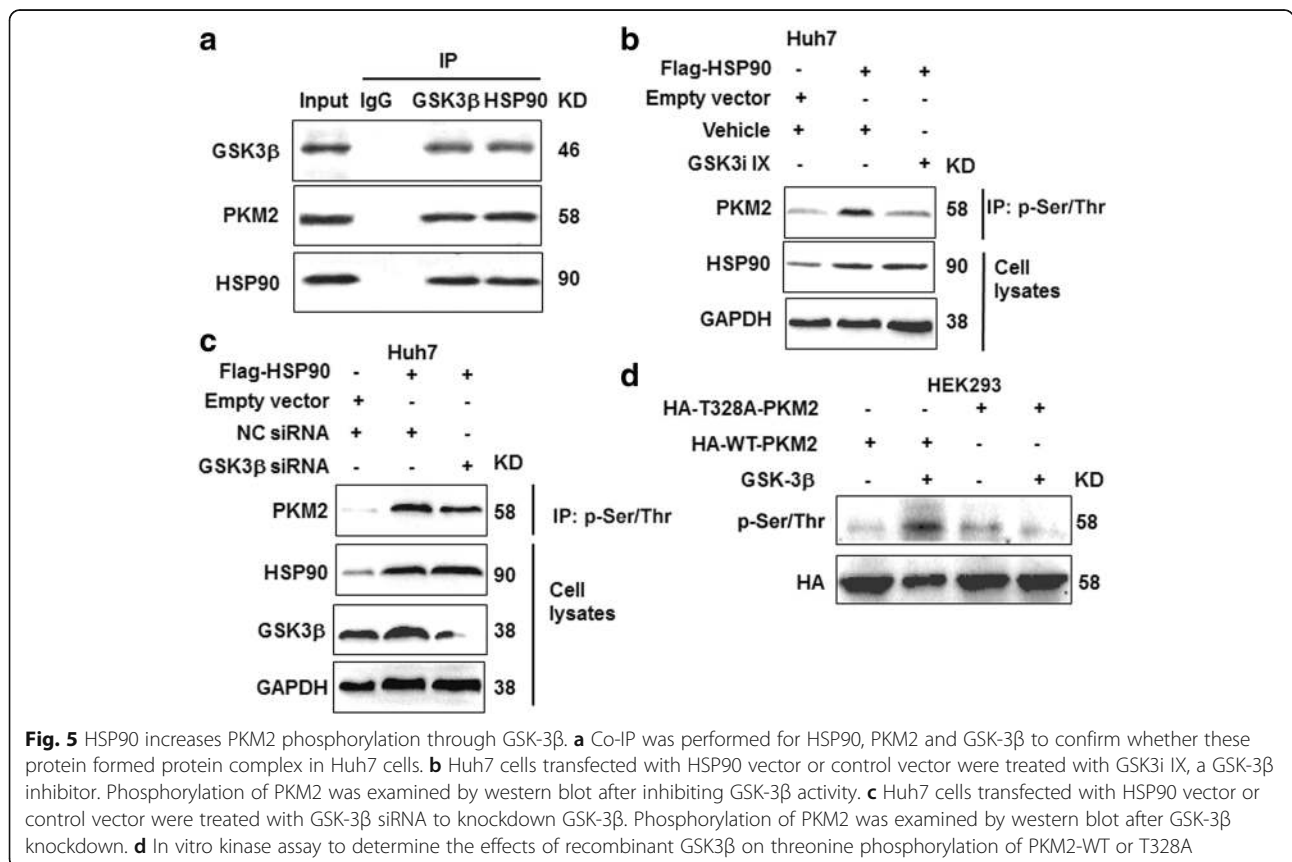 a
IP
Input IgG GSK3β HSP90 KD
GSK3β 46
PKM2 58
HSP90 90
b
Huh7
Flag-HSP90 - + +
Empty vector + - -
Vehicle + + -
GSK3i IX - - + KD
PKM2 58 IP: p-Ser/Thr
HSP90 90 Cell
lysates
GAPDH 38
c
Huh7
Flag-HSP90 - + +
Empty vector + - -
NC siRNA + + -
GSK3β siRNA - - + KD
PKM2 58 IP: p-Ser/Thr
HSP90 90
Cell
lysates
GSK3β 38
GAPDH 38
d
HEK293
HA-T328A-PKM2 - - + +
HA-WT-PKM2 + + - -
GSK-3β - + - + KD
p-Ser/Thr 58
HA 58
Fig. 5 HSP90 increases PKM2 phosphorylation through GSK-3β. a Co-IP was performed for HSP90, PKM2 and GSK-3β to confirm whether these
protein formed protein complex in Huh7 cells. b Huh7 cells transfected with HSP90 vector or control vector were treated with GSK3i IX, a GSK-3β
inhibitor. Phosphorylation of PKM2 was examined by western blot after inhibiting GSK-3β activity. c Huh7 cells transfected with HSP90 vector or
control vector were treated with GSK-3β siRNA to knockdown GSK-3β. Phosphorylation of PKM2 was examined by western blot after GSK-3β
knockdown. d In vitro kinase assay to determine the effects of recombinant GSK3β on threonine phosphorylation of PKM2-WT or T328A